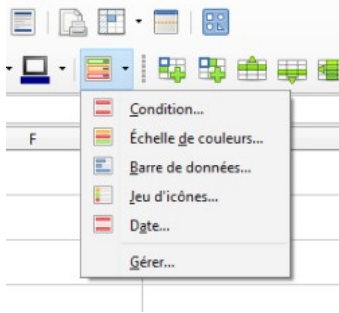 Condition...
F
Échelle de couleurs...
Barre de données...
Jeu d'icônes...
Date...
Gérer...